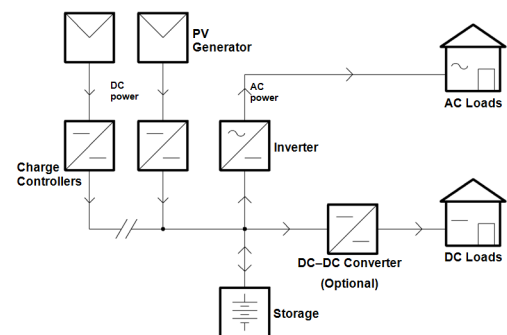 PV
Generator
DC
power
AC
power
AC Loads
Inverter
Charge
Controllers
DC–DC Converter
(Optional)
DC Loads
Storage